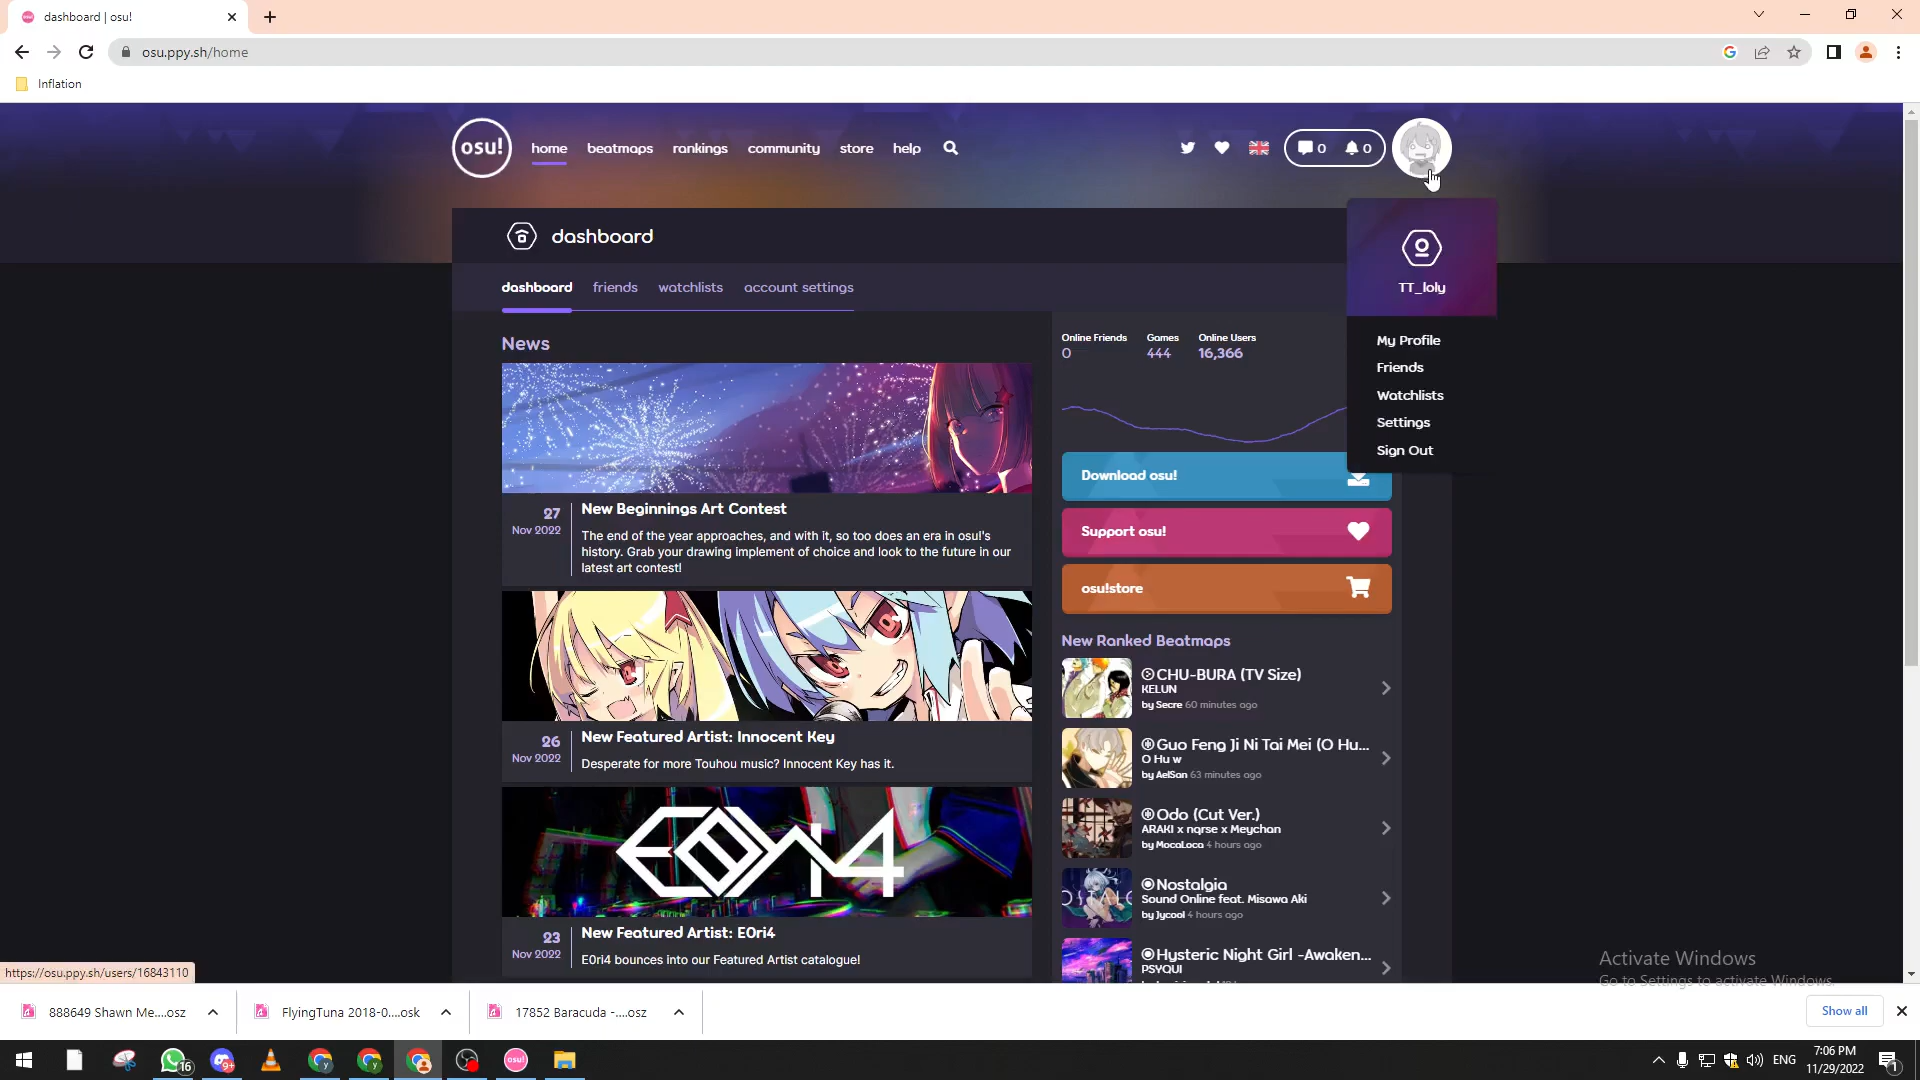 dashboard | osu!
osu.ppy.sh/home
Inflation
osu!
home
beatmaps
rankings
community
store
help
0
0
dashboard
TT_loly
dashboard
friends
watchlists
account settings
My Profile
Friends
Watchlists
Settings
Sign Out
News
Online Friends
0
Games
444
Online Users
16,366
27
Nov 2022
New Beginnings Art Contest
The end of the year approaches, and with it, so too does an era in osu!'s
history. Grab your drawing implement of choice and look to the future in our
latest art contest!
Download osu!
Support osu!
osu!store
26
Nov 2022
New Featured Artist: Innocent Key
Desperate for more Touhou music? Innocent Key has it.
E0ri4
23
Nov 2022
New Featured Artist: E0ri4
E0ri4 bounces into our Featured Artist catalogue!
New Ranked Beatmaps
CHU-BURA (TV Size)
KELUN
by Secre 60 minutes ago
Guo Feng Ji Ni Tai Mei (O Hu...
O Hu w
by AelSan 63 minutes ago
Odo (Cut Ver.)
ARAKI x nqrse x Meychan
by MocaLoca 4 hours ago
Nostalgia
Sound Online feat. Misawa Aki
by Jycool 4 hours ago
Hysteric Night Girl -Awaken...
PSYQUI
Activate Windows
Go to Settings to activate Windows.
https://osu.ppy.sh/users/16843110
888649 Shawn Me....osz
FlyingTuna 2018-0....osk
17852 Baracuda -....osz
Show all
16
9+
osu!
ENG
7:06 PM
11/29/2022
1